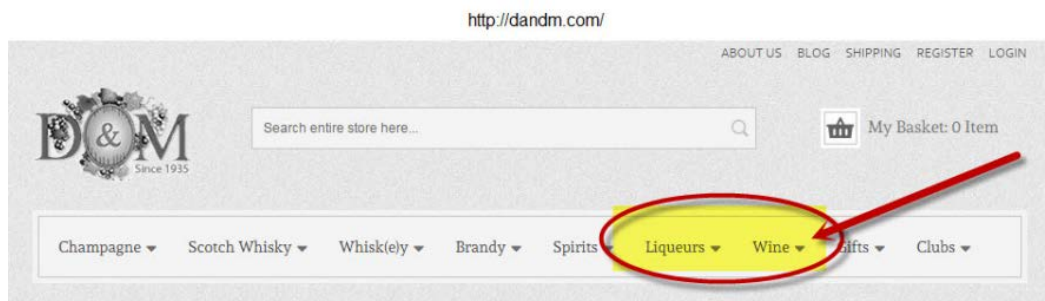 http://dandm.com/
ABOUT US BLOG SHIPPING REGISTER LOGIN
D&M
Since 1935
Search entire store here...
My Basket: 0 Item
Champagne Scotch Whisky Whisk(e)y Brandy Spirits Liqueurs Wine Gifts Clubs